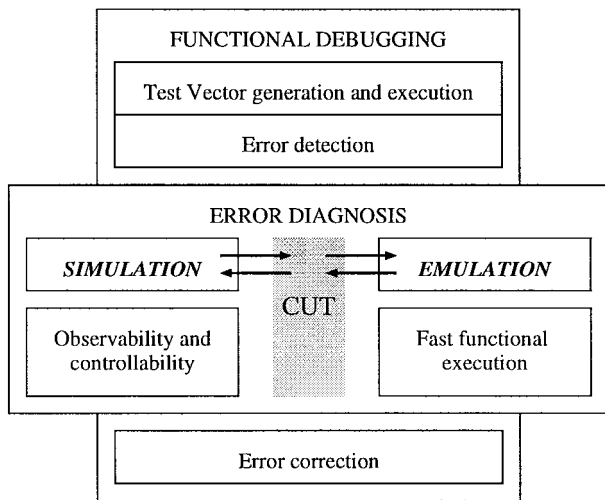 FUNCTIONAL DEBUGGING
Test Vector generation and execution
Error detection
ERROR DIAGNOSIS
SIMULATION
EMULATION
CUT
Observability and
controllability
Fast functional
execution
Error correction